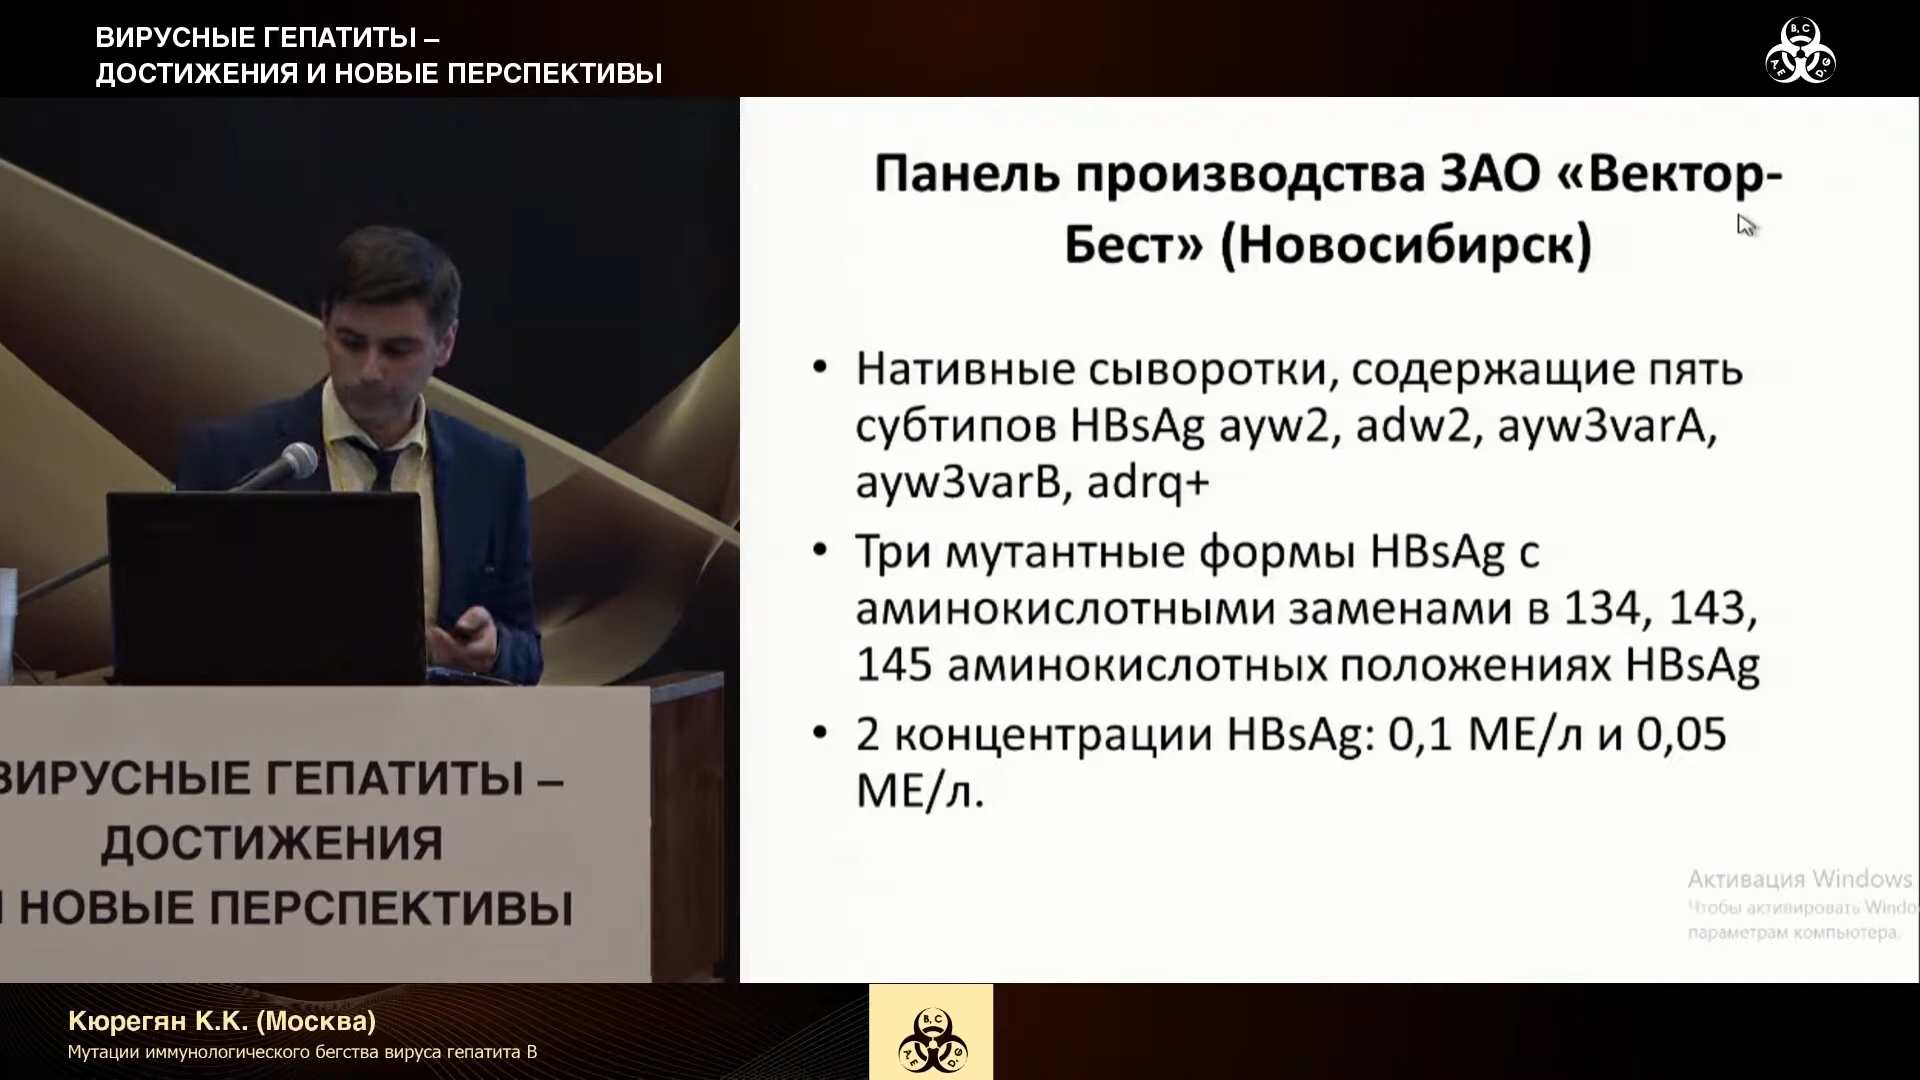 ВИРУСНЫЕ ГЕПАТИТЫ –
ДОСТИЖЕНИЯ И НОВЫЕ ПЕРСПЕКТИВЫ
B, C
A, E
D, G
Панель производства ЗАО «Вектор-
Бест» (Новосибирск)
• Нативные сыворотки, содержащие пять
субтипов HBsAg ayw2, adw2, ayw3varA,
ayw3varB, adrq+
• Три мутантные формы HBsAg с
аминокислотными заменами в 134, 143,
145 аминокислотных положениях HBsAg
• 2 концентрации HBsAg: 0,1 МЕ/л и 0,05
МЕ/л.
Активация Windows
Чтобы активировать Windo
параметрам компьютера.
ВИРУСНЫЕ ГЕПАТИТЫ –
ДОСТИЖЕНИЯ
И НОВЫЕ ПЕРСПЕКТИВЫ
Кюрегян К.К. (Москва)
Мутации иммунологического бегства вируса гепатита В
B, C
A, E
D, G